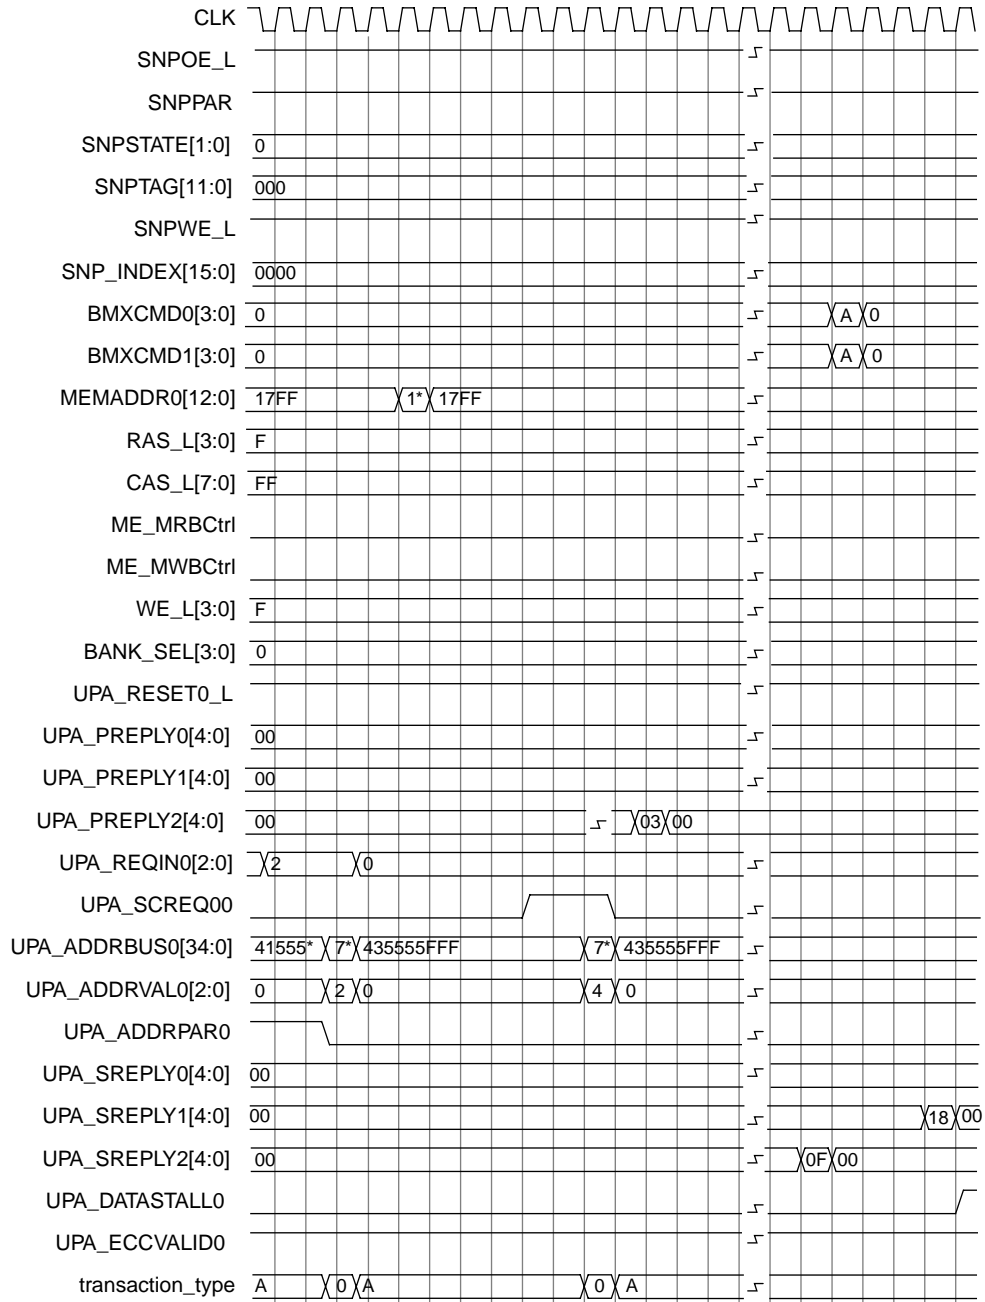 CLK
SNPOE_L
SNPPAR
SNPSTATE[1:0] 0
SNPTAG[11:0] 000
SNPWE_L
SNP_INDEX[15:0] 0000
BMXCMD0[3:0] 0 A 0
BMXCMD1[3:0] 0 A 0
MEMADDR0[12:0] 17FF 1* 17FF
RAS_L[3:0] F
CAS_L[7:0] FF
ME_MRBCtrl
ME_MWBCtrl
WE_L[3:0] F
BANK_SEL[3:0] 0
UPA_RESET0_L
UPA_PREPLY0[4:0] 00
UPA_PREPLY1[4:0] 00
UPA_PREPLY2[4:0] 00 03 00
UPA_REQIN0[2:0] 2 0
UPA_SCREQ00
UPA_ADDRBUS0[34:0] 41555* 7* 435555FFF 7* 435555FFF
UPA_ADDRVAL0[2:0] 0 2 0 4 0
UPA_ADDRPAR0
UPA_SREPLY0[4:0] 00
UPA_SREPLY1[4:0] 00 18 00
UPA_SREPLY2[4:0] 00 0F 00
UPA_DATASTALL0
UPA_ECCVALID0
transaction_type A 0 A 0 A